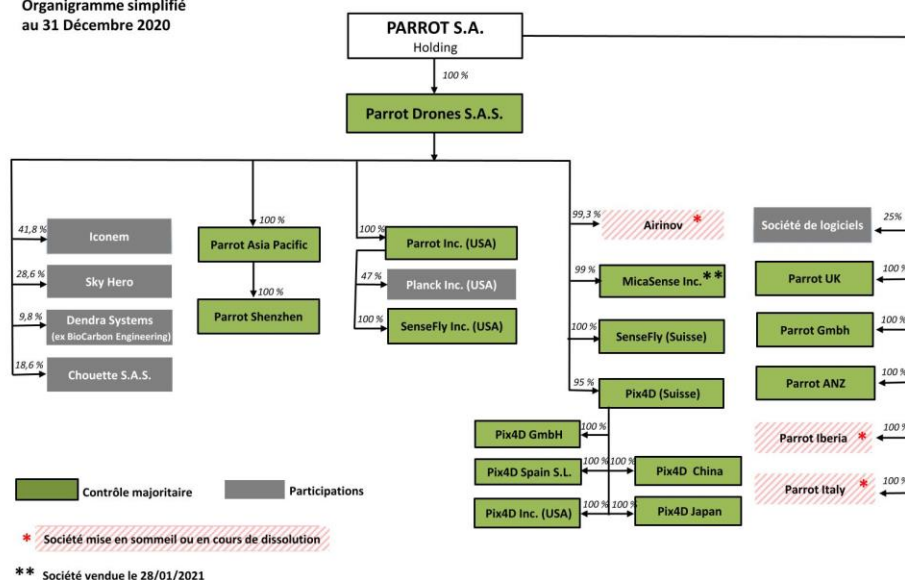 Organigramme simplifié
au 31 Décembre 2020
PARROT S.A.
Holding
100 %
Parrot Drones S.A.S.
41,8 %
Iconem
28,6 %
Sky Hero
9,8 %
Dendra Systems
(ex BioCarbon Engineering)
18,6 %
Chouette S.A.S.
100 %
Parrot Asia Pacific
100 %
Parrot Shenzhen
100 %
Parrot Inc. (USA)
47 %
Planck Inc. (USA)
100 %
SenseFly Inc. (USA)
99,3 %
Airinov *
99 %
MicaSense Inc. **
100 %
SenseFly (Suisse)
95 %
Pix4D (Suisse)
Pix4D GmbH
100 %
Pix4D Spain S.L.
100 %
100 %
Pix4D China
Pix4D Inc. (USA)
100 %
100 %
Pix4D Japan
Société de logiciels
25%
Parrot UK
100 %
Parrot Gmbh
100 %
Parrot ANZ
100 %
Parrot Iberia *
100 %
Parrot Italy *
100 %
Contrôle majoritaire
Participations
* Société mise en sommeil ou en cours de dissolution
** Société vendue le 28/01/2021